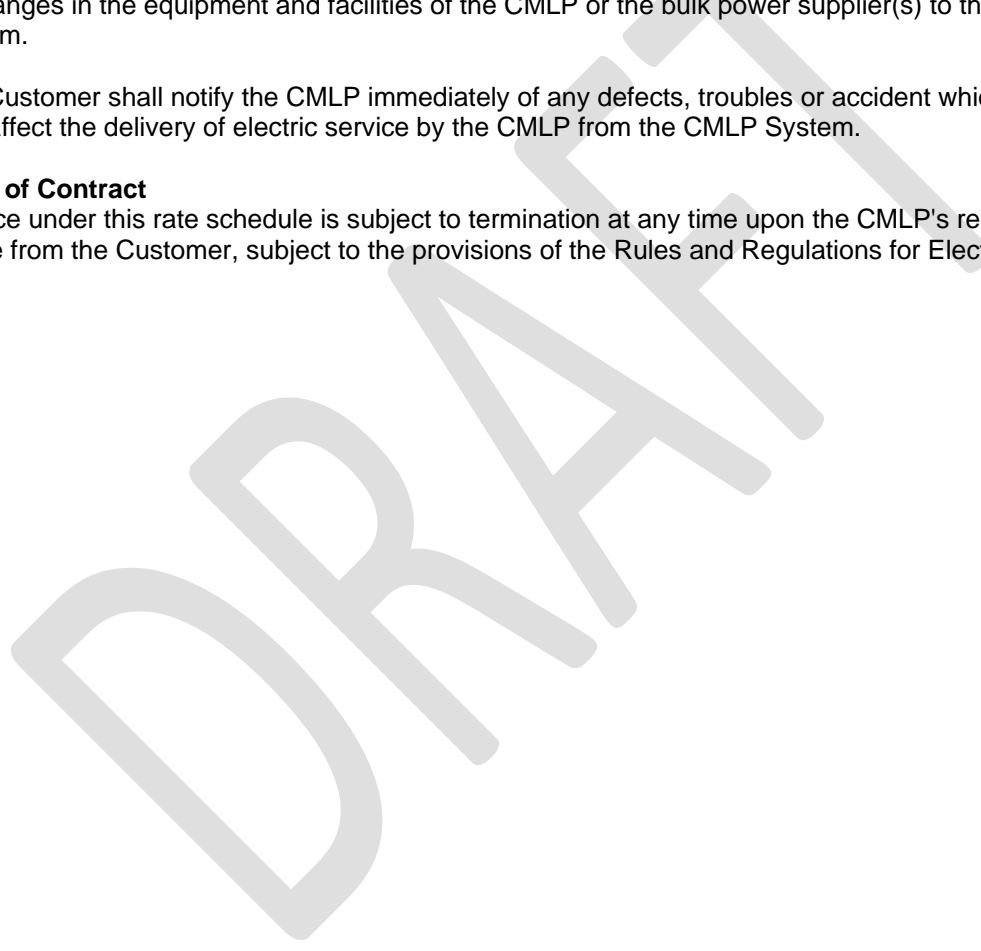 anges in the equipment and facilities of the CMLP or the bulk power supplier(s) to th
m.
Customer shall notify the CMLP immediately of any defects, troubles or accident whic
affect the delivery of electric service by the CMLP from the CMLP System.
of Contract
ce under this rate schedule is subject to termination at any time upon the CMLP's re
e from the Customer, subject to the provisions of the Rules and Regulations for Elect
DRAFT